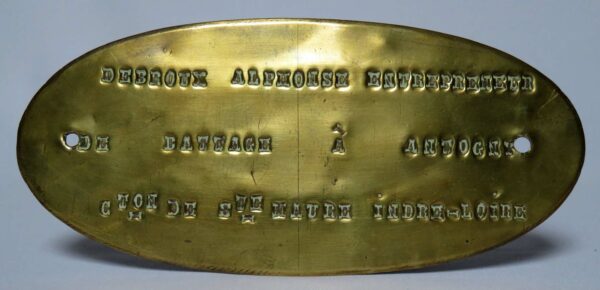 DEBROUX ALPHONSE ENTREPRENEUR
DE BATTAGE À ANTOGNY
CTON DE STE MAURE INDRE-LOIRE